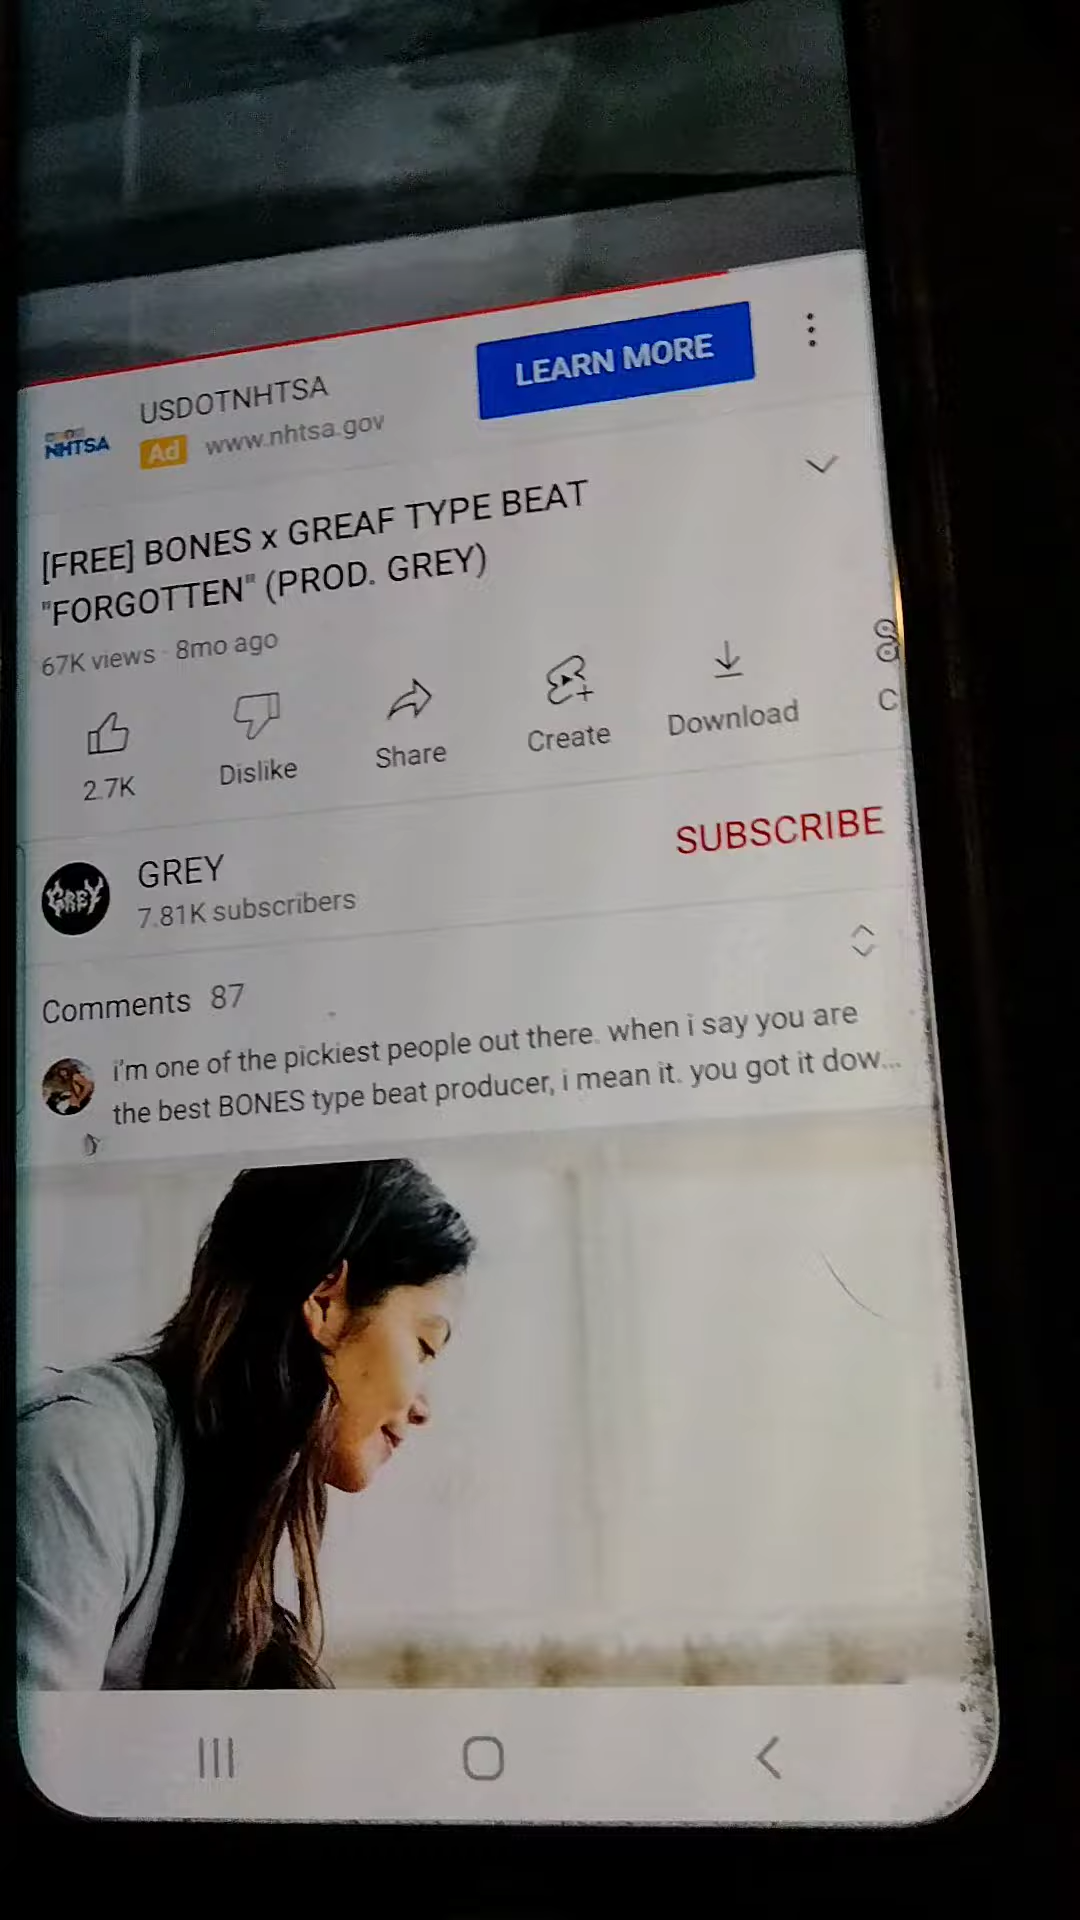 USDOTNHTSA
LEARN MORE
NHTSA
Ad www.nhtsa.gov
[FREE] BONES x GREAF TYPE BEAT
"FORGOTTEN" (PROD. GREY)
67K views · 8mo ago
2.7K
Dislike
Share
Create
Download
C
GREY
GREY
7.81K subscribers
SUBSCRIBE
Comments 87
i'm one of the pickiest people out there. when i say you are
the best BONES type beat producer, i mean it. you got it dow...